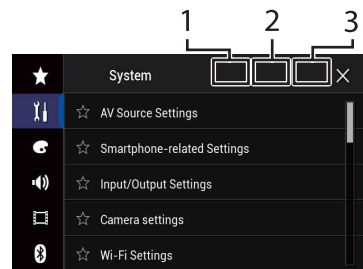 1 2 3
System
AV Source Settings
Smartphone-related Settings
Input/Output Settings
Camera settings
Wi-Fi Settings